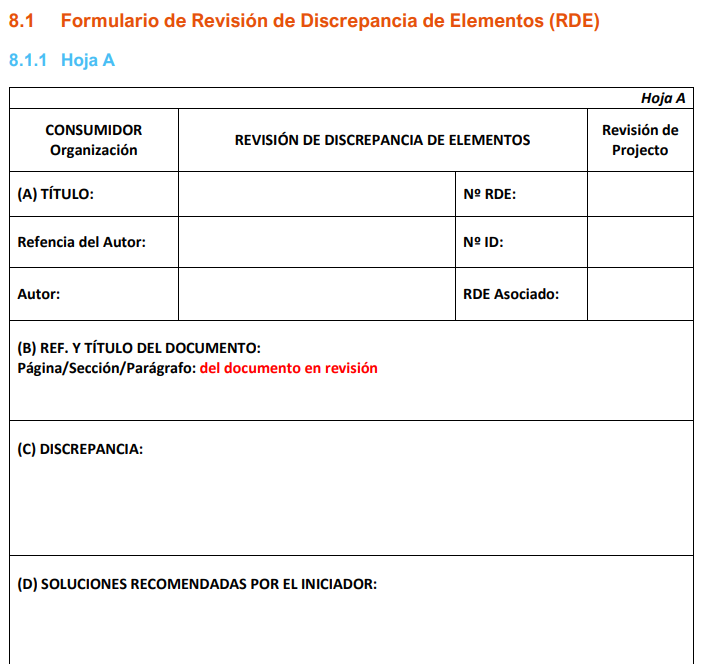 8.1 Formulario de Revisión de Discrepancia de Elementos (RDE)
8.1.1 Hoja A
Hoja A
CONSUMIDOR
Organización
REVISIÓN DE DISCREPANCIA DE ELEMENTOS
Revisión de
Projecto
(A) TÍTULO:
Nº RDE:
Refencia del Autor:
Nº ID:
Autor:
RDE Asociado:
(B) REF. Y TÍTULO DEL DOCUMENTO:
Página/Sección/Parágrafo: del documento en revisión
(C) DISCREPANCIA:
(D) SOLUCIONES RECOMENDADAS POR EL INICIADOR: